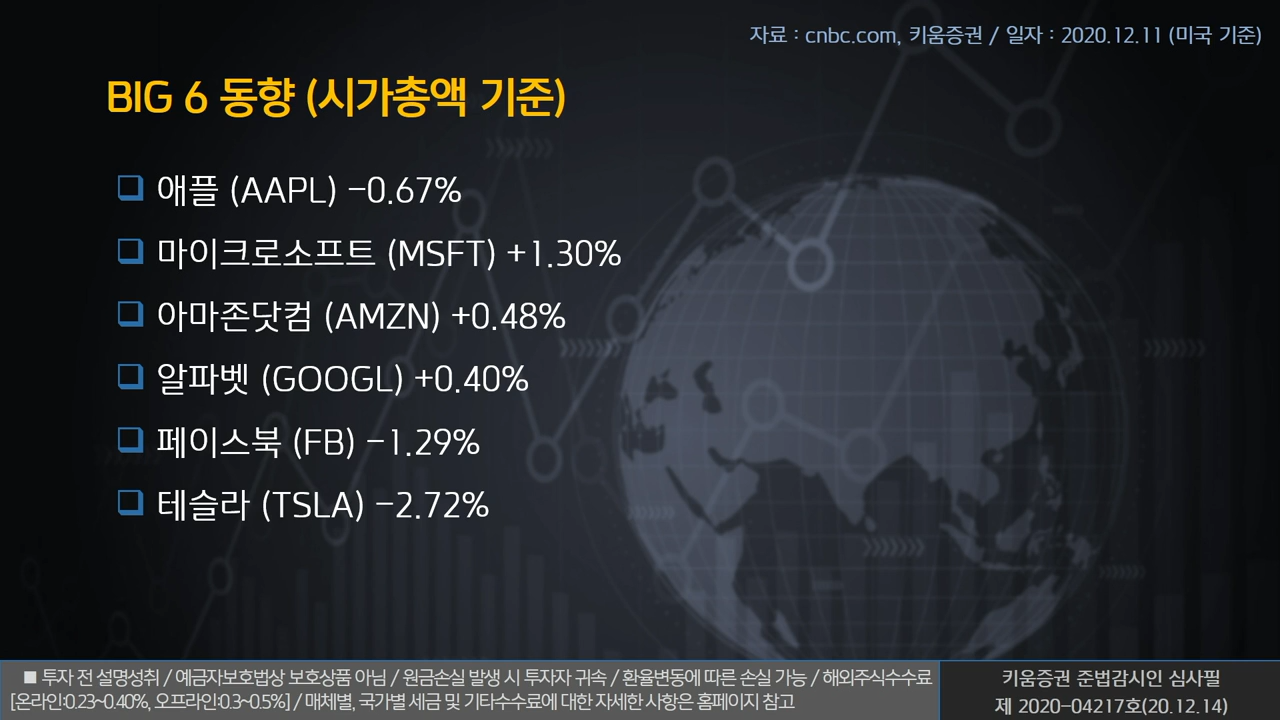 자료 : cnbc.com, 키움증권 / 일자 : 2020.12.11 (미국 기준)
BIG 6 동향 (시가총액 기준)
❑ 애플 (AAPL) -0.67%
❑ 마이크로소프트 (MSFT) +1.30%
❑ 아마존닷컴 (AMZN) +0.48%
❑ 알파벳 (GOOGL) +0.40%
❑ 페이스북 (FB) -1.29%
❑ 테슬라 (TSLA) -2.72%
■ 투자 전 설명성취 / 예금자보호법상 보호상품 아님 / 원금손실 발생 시 투자자 귀속 / 환율변동에 따른 손실 가능 / 해외주식수수료
[온라인:0.23~0.40%, 오프라인:0.3~0.5%] / 매체별, 국가별 세금 및 기타수수료에 대한 자세한 사항은 홈페이지 참고
키움증권 준법감시인 심사필
제 2020-04217호(20.12.14)